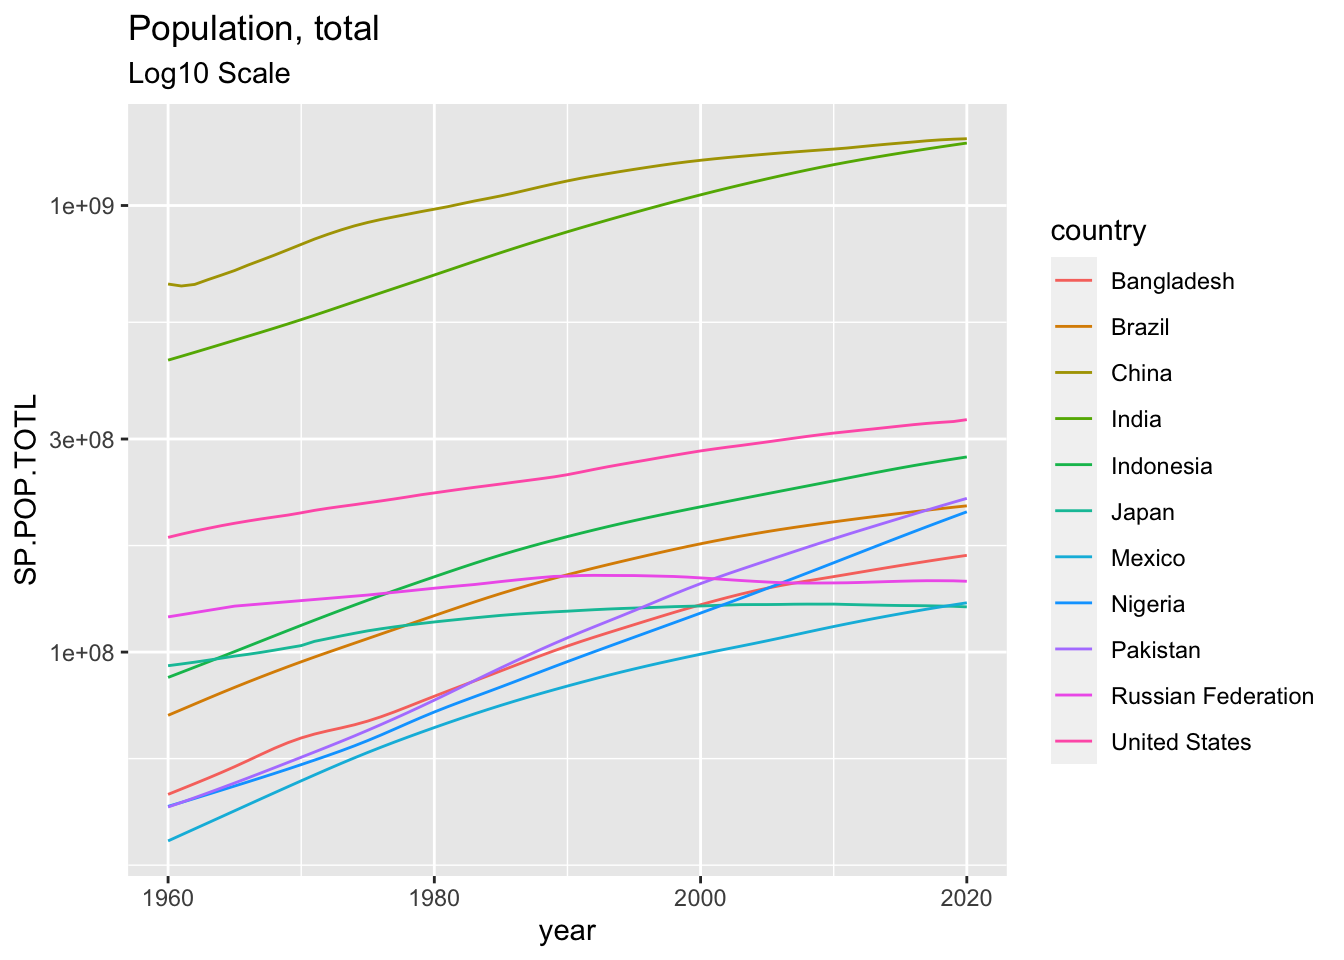 Population, total
Log10 Scale
1e+09
3e+08
1e+08
SP.POP.TOTL
1960
1980
2000
2020
year
country
Bangladesh
Brazil
China
India
Indonesia
Japan
Mexico
Nigeria
Pakistan
Russian Federation
United States